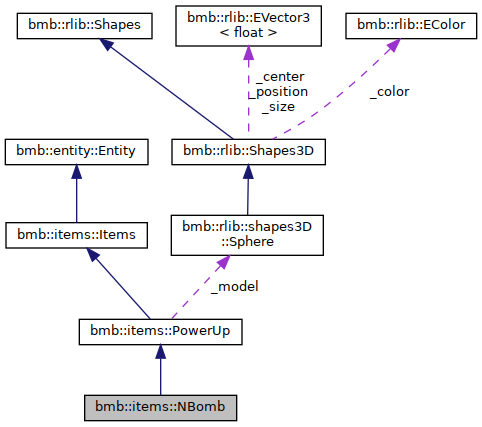 bmb::rlib::Shapes
bmb::rlib::EVector3
< float >
bmb::rlib::EColor
_center
_position
_size
_color
bmb::entity::Entity
bmb::rlib::Shapes3D
bmb::items::Items
bmb::rlib::shapes3D
::Sphere
_model
bmb::items::PowerUp
bmb::items::NBomb